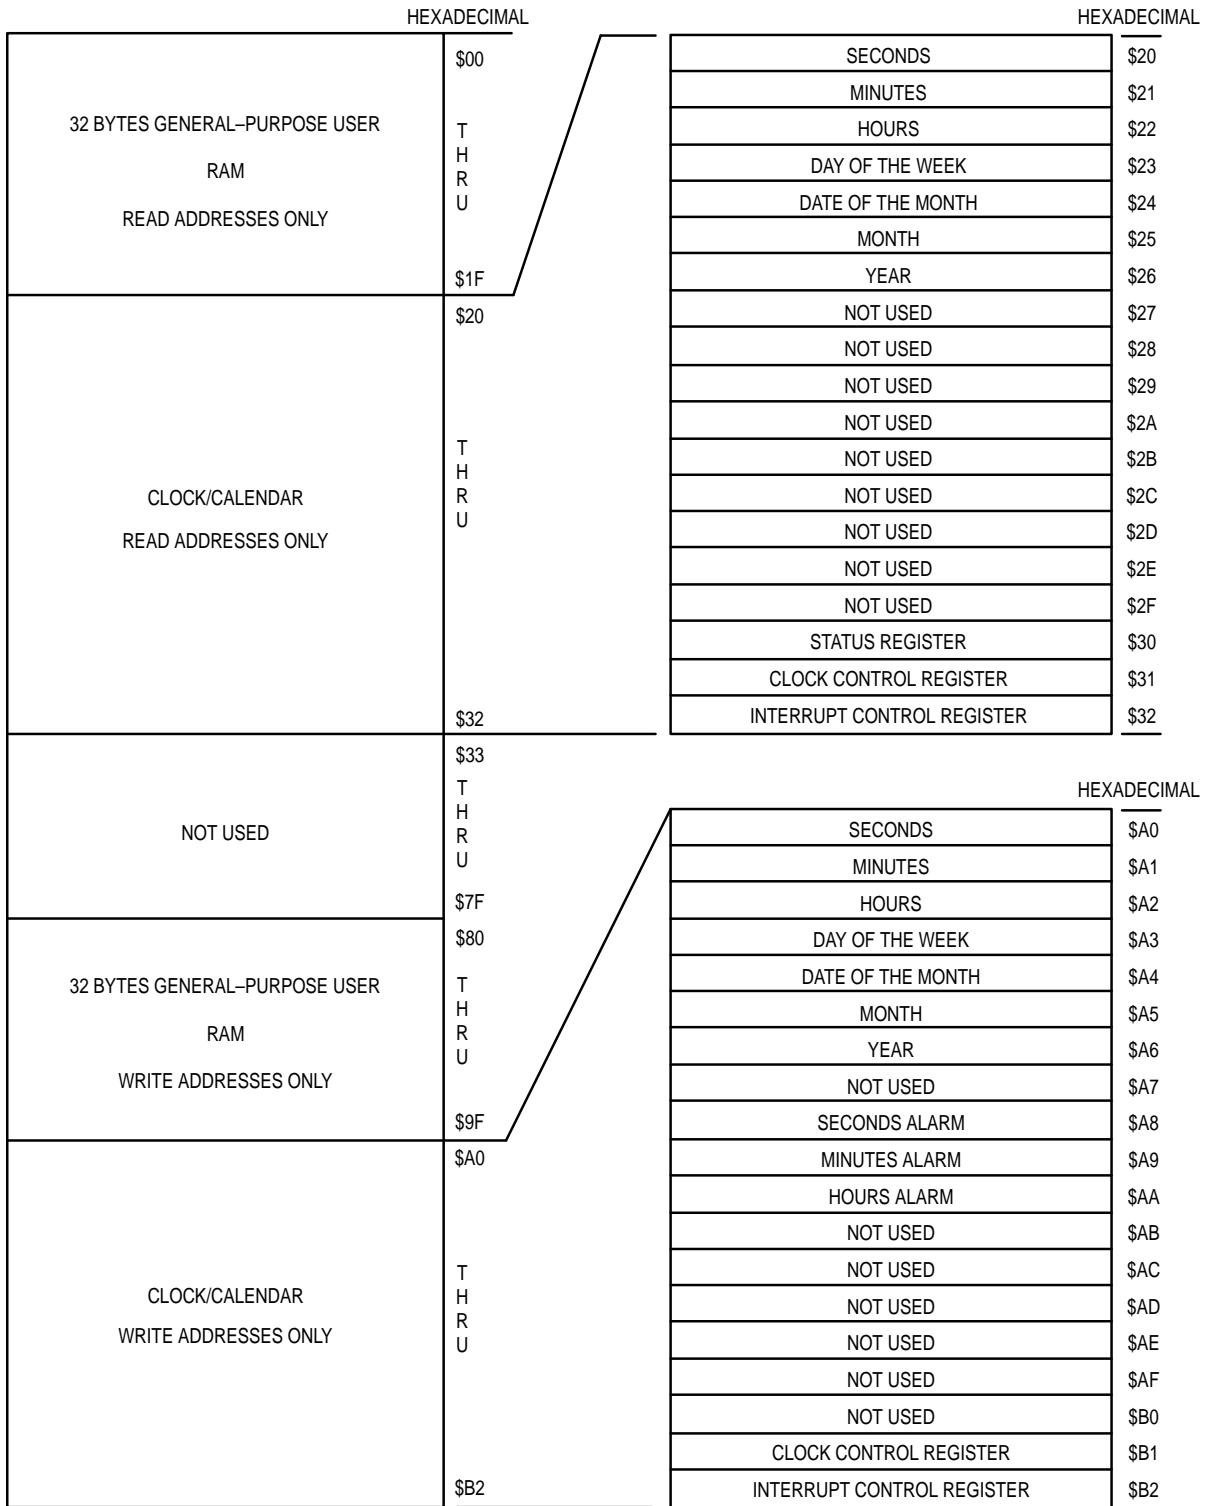 HEXADECIMAL
$00
32 BYTES GENERAL–PURPOSE USER
RAM
READ ADDRESSES ONLY
T
H
R
U
$1F
$20
CLOCK/CALENDAR
READ ADDRESSES ONLY
T
H
R
U
$32
$33
NOT USED
T
H
R
U
$7F
$80
32 BYTES GENERAL–PURPOSE USER
RAM
WRITE ADDRESSES ONLY
T
H
R
U
$9F
$A0
CLOCK/CALENDAR
WRITE ADDRESSES ONLY
T
H
R
U
$B2
HEXADECIMAL
SECONDS $20
MINUTES $21
HOURS $22
DAY OF THE WEEK $23
DATE OF THE MONTH $24
MONTH $25
YEAR $26
NOT USED $27
NOT USED $28
NOT USED $29
NOT USED $2A
NOT USED $2B
NOT USED $2C
NOT USED $2D
NOT USED $2E
NOT USED $2F
STATUS REGISTER $30
CLOCK CONTROL REGISTER $31
INTERRUPT CONTROL REGISTER $32
HEXADECIMAL
SECONDS $A0
MINUTES $A1
HOURS $A2
DAY OF THE WEEK $A3
DATE OF THE MONTH $A4
MONTH $A5
YEAR $A6
NOT USED $A7
SECONDS ALARM $A8
MINUTES ALARM $A9
HOURS ALARM $AA
NOT USED $AB
NOT USED $AC
NOT USED $AD
NOT USED $AE
NOT USED $AF
NOT USED $B0
CLOCK CONTROL REGISTER $B1
INTERRUPT CONTROL REGISTER $B2